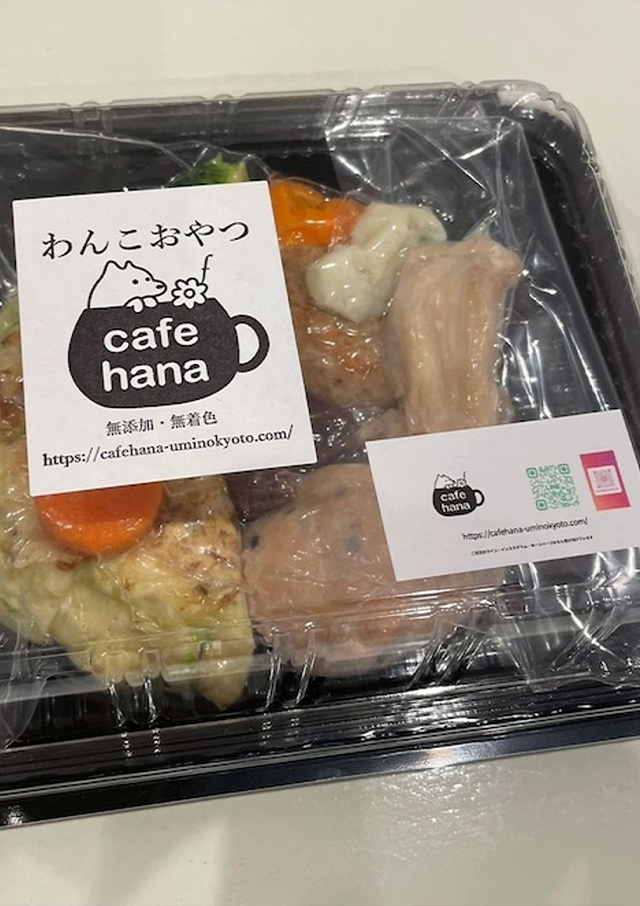 わんこおやつ
cafe
hana
無添加・無着色
https://cafehana-uminokyoto.com/
cafe
hana
https://cafehana-uminokyoto.com/